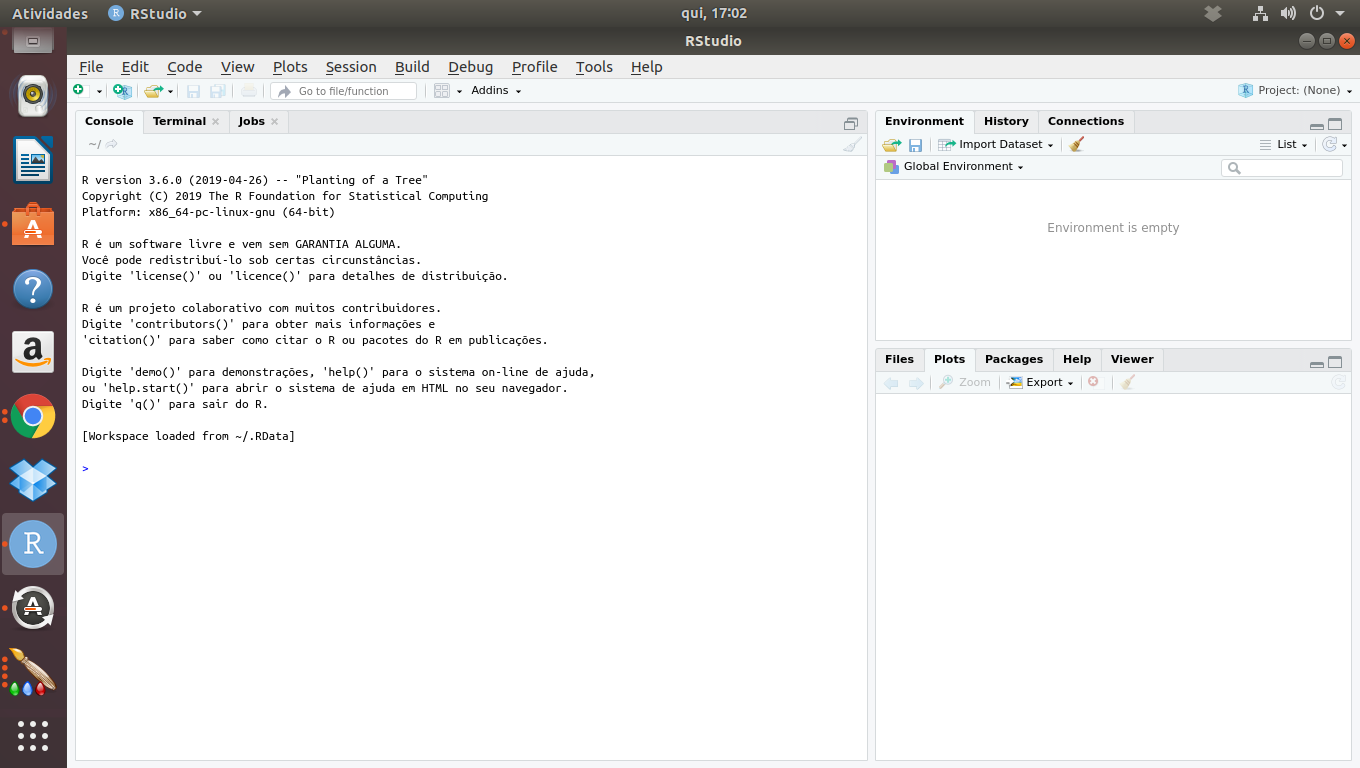 Atividades RStudio qui, 17:02
RStudio
File Edit Code View Plots Session Build Debug Profile Tools Help
Go to file/function Addins Project: (None)
Console Terminal Jobs
~/
R version 3.6.0 (2019-04-26) -- "Planting of a Tree"
Copyright (C) 2019 The R Foundation for Statistical Computing
Platform: x86_64-pc-linux-gnu (64-bit)
R é um software livre e vem sem GARANTIA ALGUMA.
Você pode redistribuí-lo sob certas circunstâncias.
Digite 'license()' ou 'licence()' para detalhes de distribuição.
R é um projeto colaborativo com muitos contribuidores.
Digite 'contributors()' para obter mais informações e
'citation()' para saber como citar o R ou pacotes do R em publicações.
Digite 'demo()' para demonstrações, 'help()' para o sistema on-line de ajuda,
ou 'help.start()' para abrir o sistema de ajuda em HTML no seu navegador.
Digite 'q()' para sair do R.
[Workspace loaded from ~/.RData]
>
Environment History Connections
Import Dataset List
Global Environment
Environment is empty
Files Plots Packages Help Viewer
Zoom Export